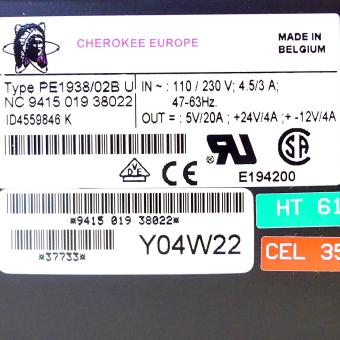 CHEROKEE EUROPE
MADE IN
BELGIUM
Type PE1938/02B U
NC 9415 019 38022
ID4559846 K
IN ~ : 110 / 230 V; 4.5/3 A;
47-63Hz.
OUT = : 5V/20A ; +24V/4A ; + -12V/4A
E194200
*9415 019 38022*
*37733*
Y04W22
HT 61
CEL 35